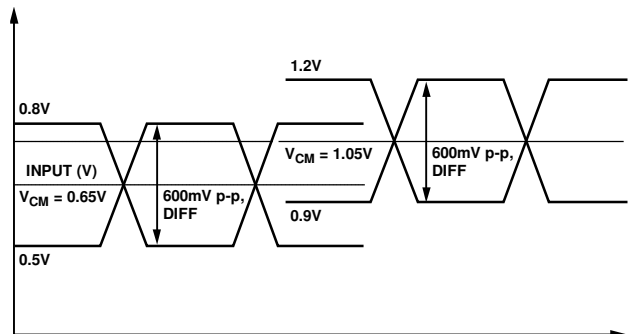 1.2V
0.8V
V_CM = 1.05V
600mV p-p,
DIFF
INPUT (V)
V_CM = 0.65V
600mV p-p,
DIFF
0.9V
0.5V